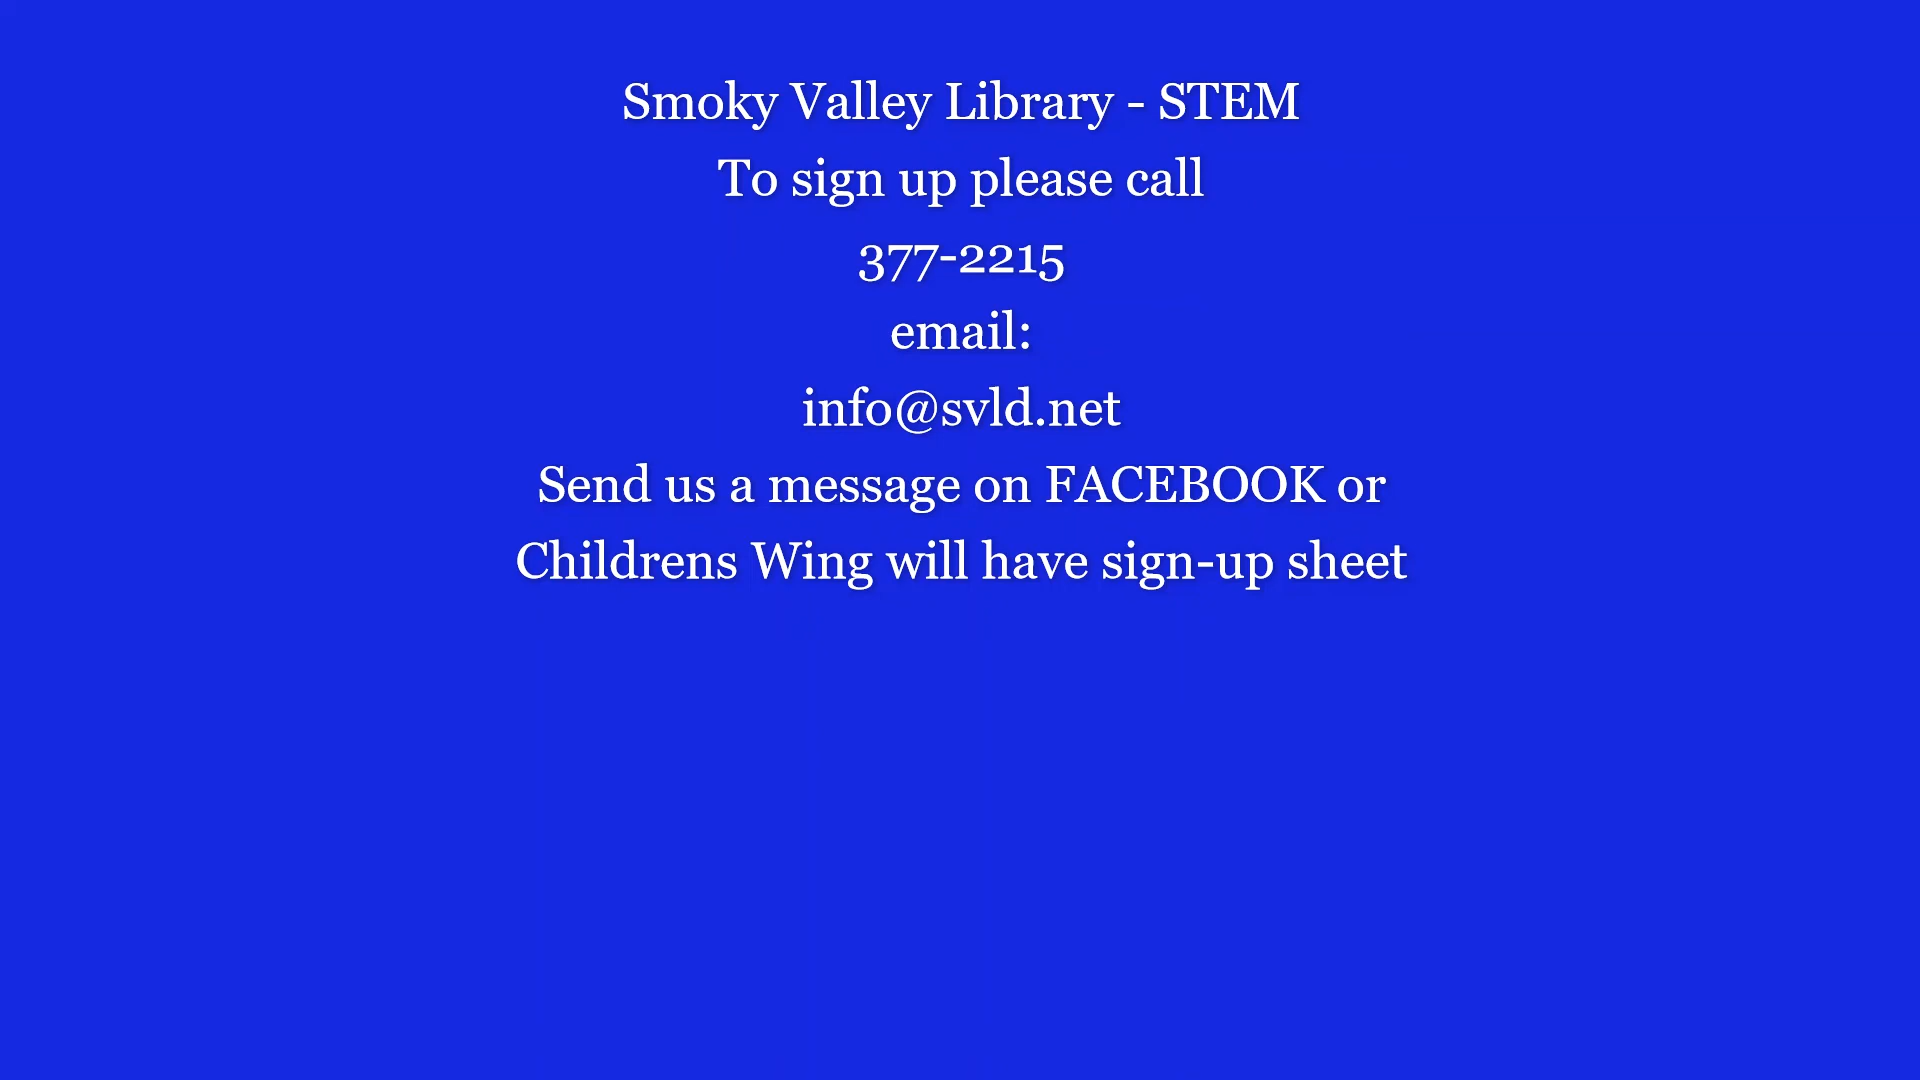 Smoky Valley Library - STEM
To sign up please call
377-2215
email:
info@svld.net
Send us a message on FACEBOOK or
Childrens Wing will have sign-up sheet